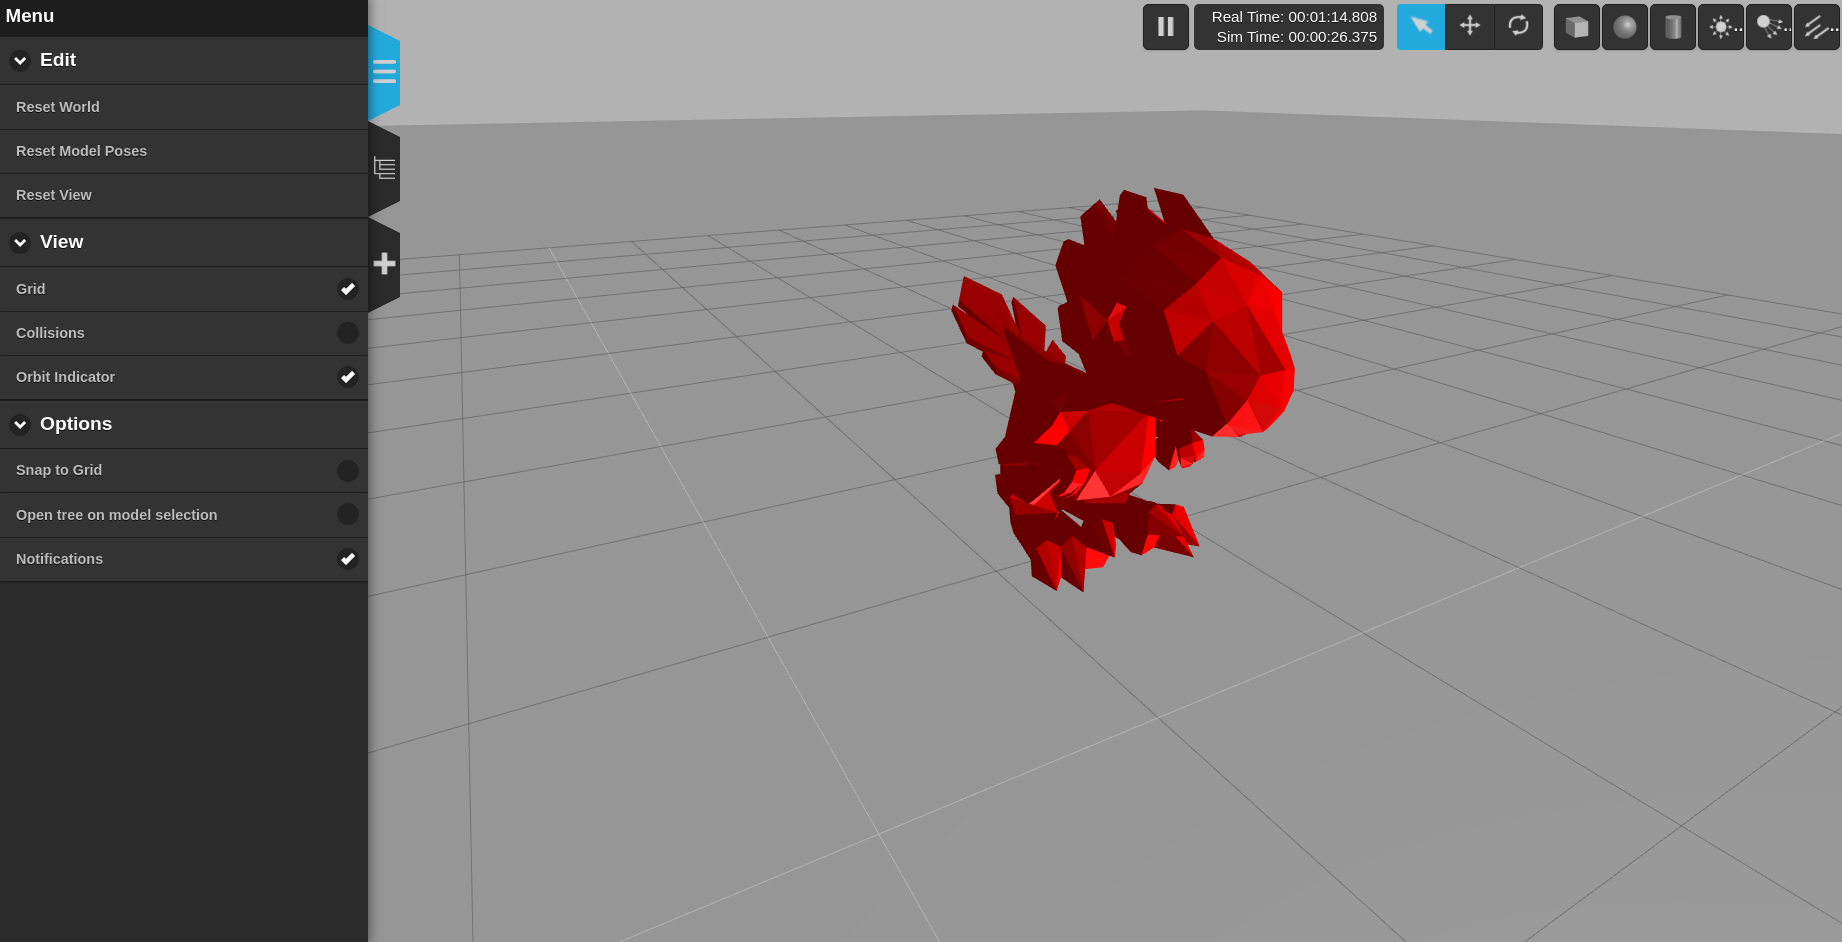 Menu
Edit
Reset World
Reset Model Poses
Reset View
View
Grid
Collisions
Orbit Indicator
Options
Snap to Grid
Open tree on model selection
Notifications
Real Time: 00:01:14.808
Sim Time: 00:00:26.375